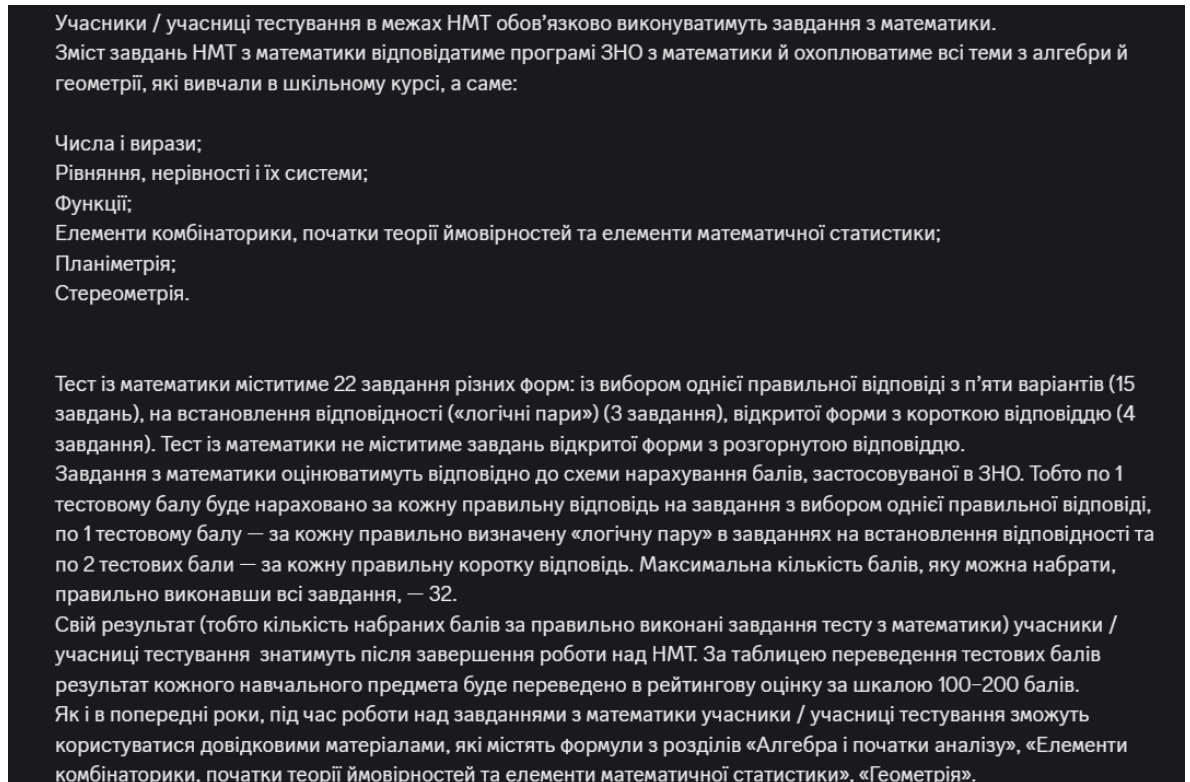 Учасники / учасниці тестування в межах НМТ обов’язково виконуватимуть завдання з математики.
Зміст завдань НМТ з математики відповідатиме програмі ЗНО з математики й охоплюватиме всі теми з алгебри й
геометрії, які вивчали в шкільному курсі, а саме:
Числа і вирази;
Рівняння, нерівності і їх системи;
Функції;
Елементи комбінаторики, початки теорії ймовірностей та елементи математичної статистики;
Планіметрія;
Стереометрія.
Тест із математики міститиме 22 завдання різних форм: із вибором однієї правильної відповіді з п’яти варіантів (15
завдань), на встановлення відповідності («логічні пари») (3 завдання), відкритої форми з короткою відповіддю (4
завдання). Тест із математики не міститиме завдань відкритої форми з розгорнутою відповіддю.
Завдання з математики оцінюватимуть відповідно до схеми нарахування балів, застосовуваної в ЗНО. Тобто по 1
тестовому балу буде нараховано за кожну правильну відповідь на завдання з вибором однієї правильної відповіді,
по 1 тестовому балу — за кожну правильно визначену «логічну пару» в завданнях на встановлення відповідності та
по 2 тестових бали — за кожну правильну коротку відповідь. Максимальна кількість балів, яку можна набрати,
правильно виконавши всі завдання, — 32.
Свій результат (тобто кількість набраних балів за правильно виконані завдання тесту з математики) учасники /
учасниці тестування знатимуть після завершення роботи над НМТ. За таблицею переведення тестових балів
результат кожного навчального предмета буде переведено в рейтингову оцінку за шкалою 100–200 балів.
Як і в попередні роки, під час роботи над завданнями з математики учасники / учасниці тестування зможуть
користуватися довідковими матеріалами, які містять формули з розділів «Алгебра і початки аналізу», «Елементи
комбінаторики, початки теорії ймовірностей та елементи математичної статистики», «Геометрія».